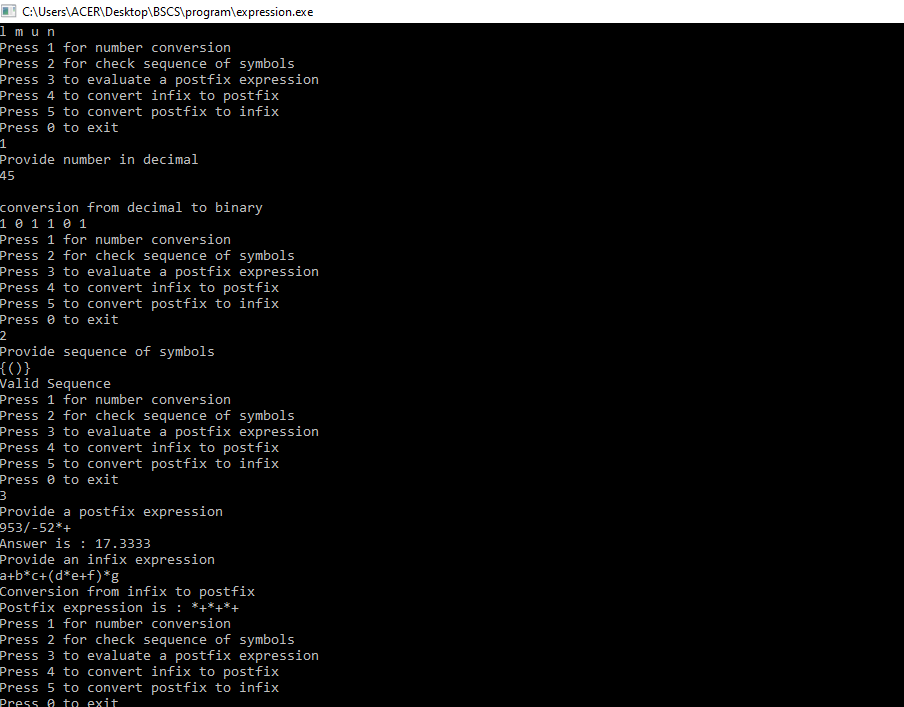 C:\Users\ACER\Desktop\BSCS\program\expression.exe
l m u n
Press 1 for number conversion
Press 2 for check sequence of symbols
Press 3 to evaluate a postfix expression
Press 4 to convert infix to postfix
Press 5 to convert postfix to infix
Press 0 to exit
1
Provide number in decimal
45
conversion from decimal to binary
1 0 1 1 0 1
Press 1 for number conversion
Press 2 for check sequence of symbols
Press 3 to evaluate a postfix expression
Press 4 to convert infix to postfix
Press 5 to convert postfix to infix
Press 0 to exit
2
Provide sequence of symbols
{()}
Valid Sequence
Press 1 for number conversion
Press 2 for check sequence of symbols
Press 3 to evaluate a postfix expression
Press 4 to convert infix to postfix
Press 5 to convert postfix to infix
Press 0 to exit
3
Provide a postfix expression
953/-52*+
Answer is : 17.3333
Provide an infix expression
a+b*c+(d*e+f)*g
Conversion from infix to postfix
Postfix expression is : *+*+*+
Press 1 for number conversion
Press 2 for check sequence of symbols
Press 3 to evaluate a postfix expression
Press 4 to convert infix to postfix
Press 5 to convert postfix to infix
Press 0 to exit